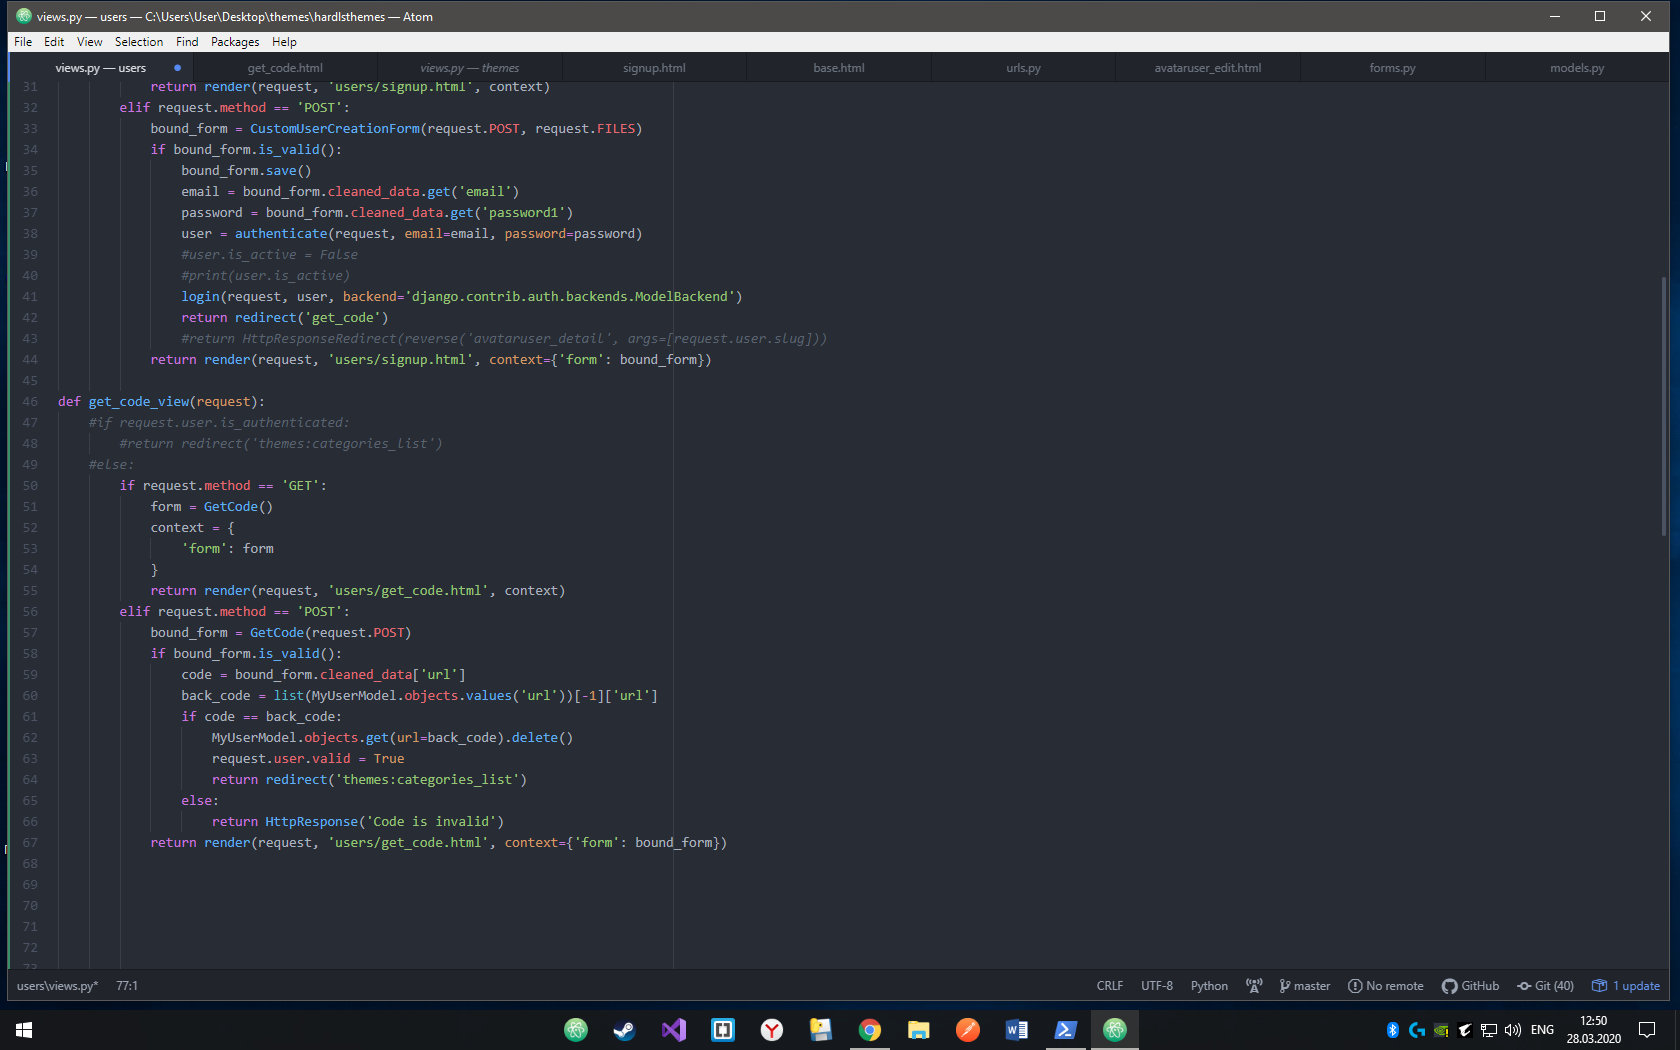 views.py — users — C:\Users\User\Desktop\themes\hardlsthemes — Atom
File Edit View Selection Find Packages Help
views.py — users get_code.html views.py — themes signup.html base.html urls.py avataruser_edit.html forms.py models.py
31 return render(request, 'users/signup.html', context)
32 elif request.method == 'POST':
33 bound_form = CustomUserCreationForm(request.POST, request.FILES)
34 if bound_form.is_valid():
35 bound_form.save()
36 email = bound_form.cleaned_data.get('email')
37 password = bound_form.cleaned_data.get('password1')
38 user = authenticate(request, email=email, password=password)
39 #user.is_active = False
40 #print(user.is_active)
41 login(request, user, backend='django.contrib.auth.backends.ModelBackend')
42 return redirect('get_code')
43 #return HttpResponseRedirect(reverse('avataruser_detail', args=[request.user.slug]))
44 return render(request, 'users/signup.html', context={'form': bound_form})
45
46 def get_code_view(request):
47 #if request.user.is_authenticated:
48 #return redirect('themes:categories_list')
49 #else:
50 if request.method == 'GET':
51 form = GetCode()
52 context = {
53 'form': form
54 }
55 return render(request, 'users/get_code.html', context)
56 elif request.method == 'POST':
57 bound_form = GetCode(request.POST)
58 if bound_form.is_valid():
59 code = bound_form.cleaned_data['url']
60 back_code = list(MyUserModel.objects.values('url'))[-1]['url']
61 if code == back_code:
62 MyUserModel.objects.get(url=back_code).delete()
63 request.user.valid = True
64 return redirect('themes:categories_list')
65 else:
66 return HttpResponse('Code is invalid')
67 return render(request, 'users/get_code.html', context={'form': bound_form})
68
69
70
71
72
73
users\views.py* 77:1 CRLF UTF-8 Python master No remote GitHub Git (40) 1 update
ENG 12:50
28.03.2020